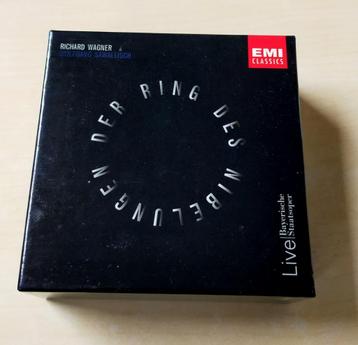 RICHARD WAGNER
WOLFGANG SAWALLISCH
EMI
CLASSICS
DER RING DES NIBELUNGEN
Live
Bayerische
Staatsoper